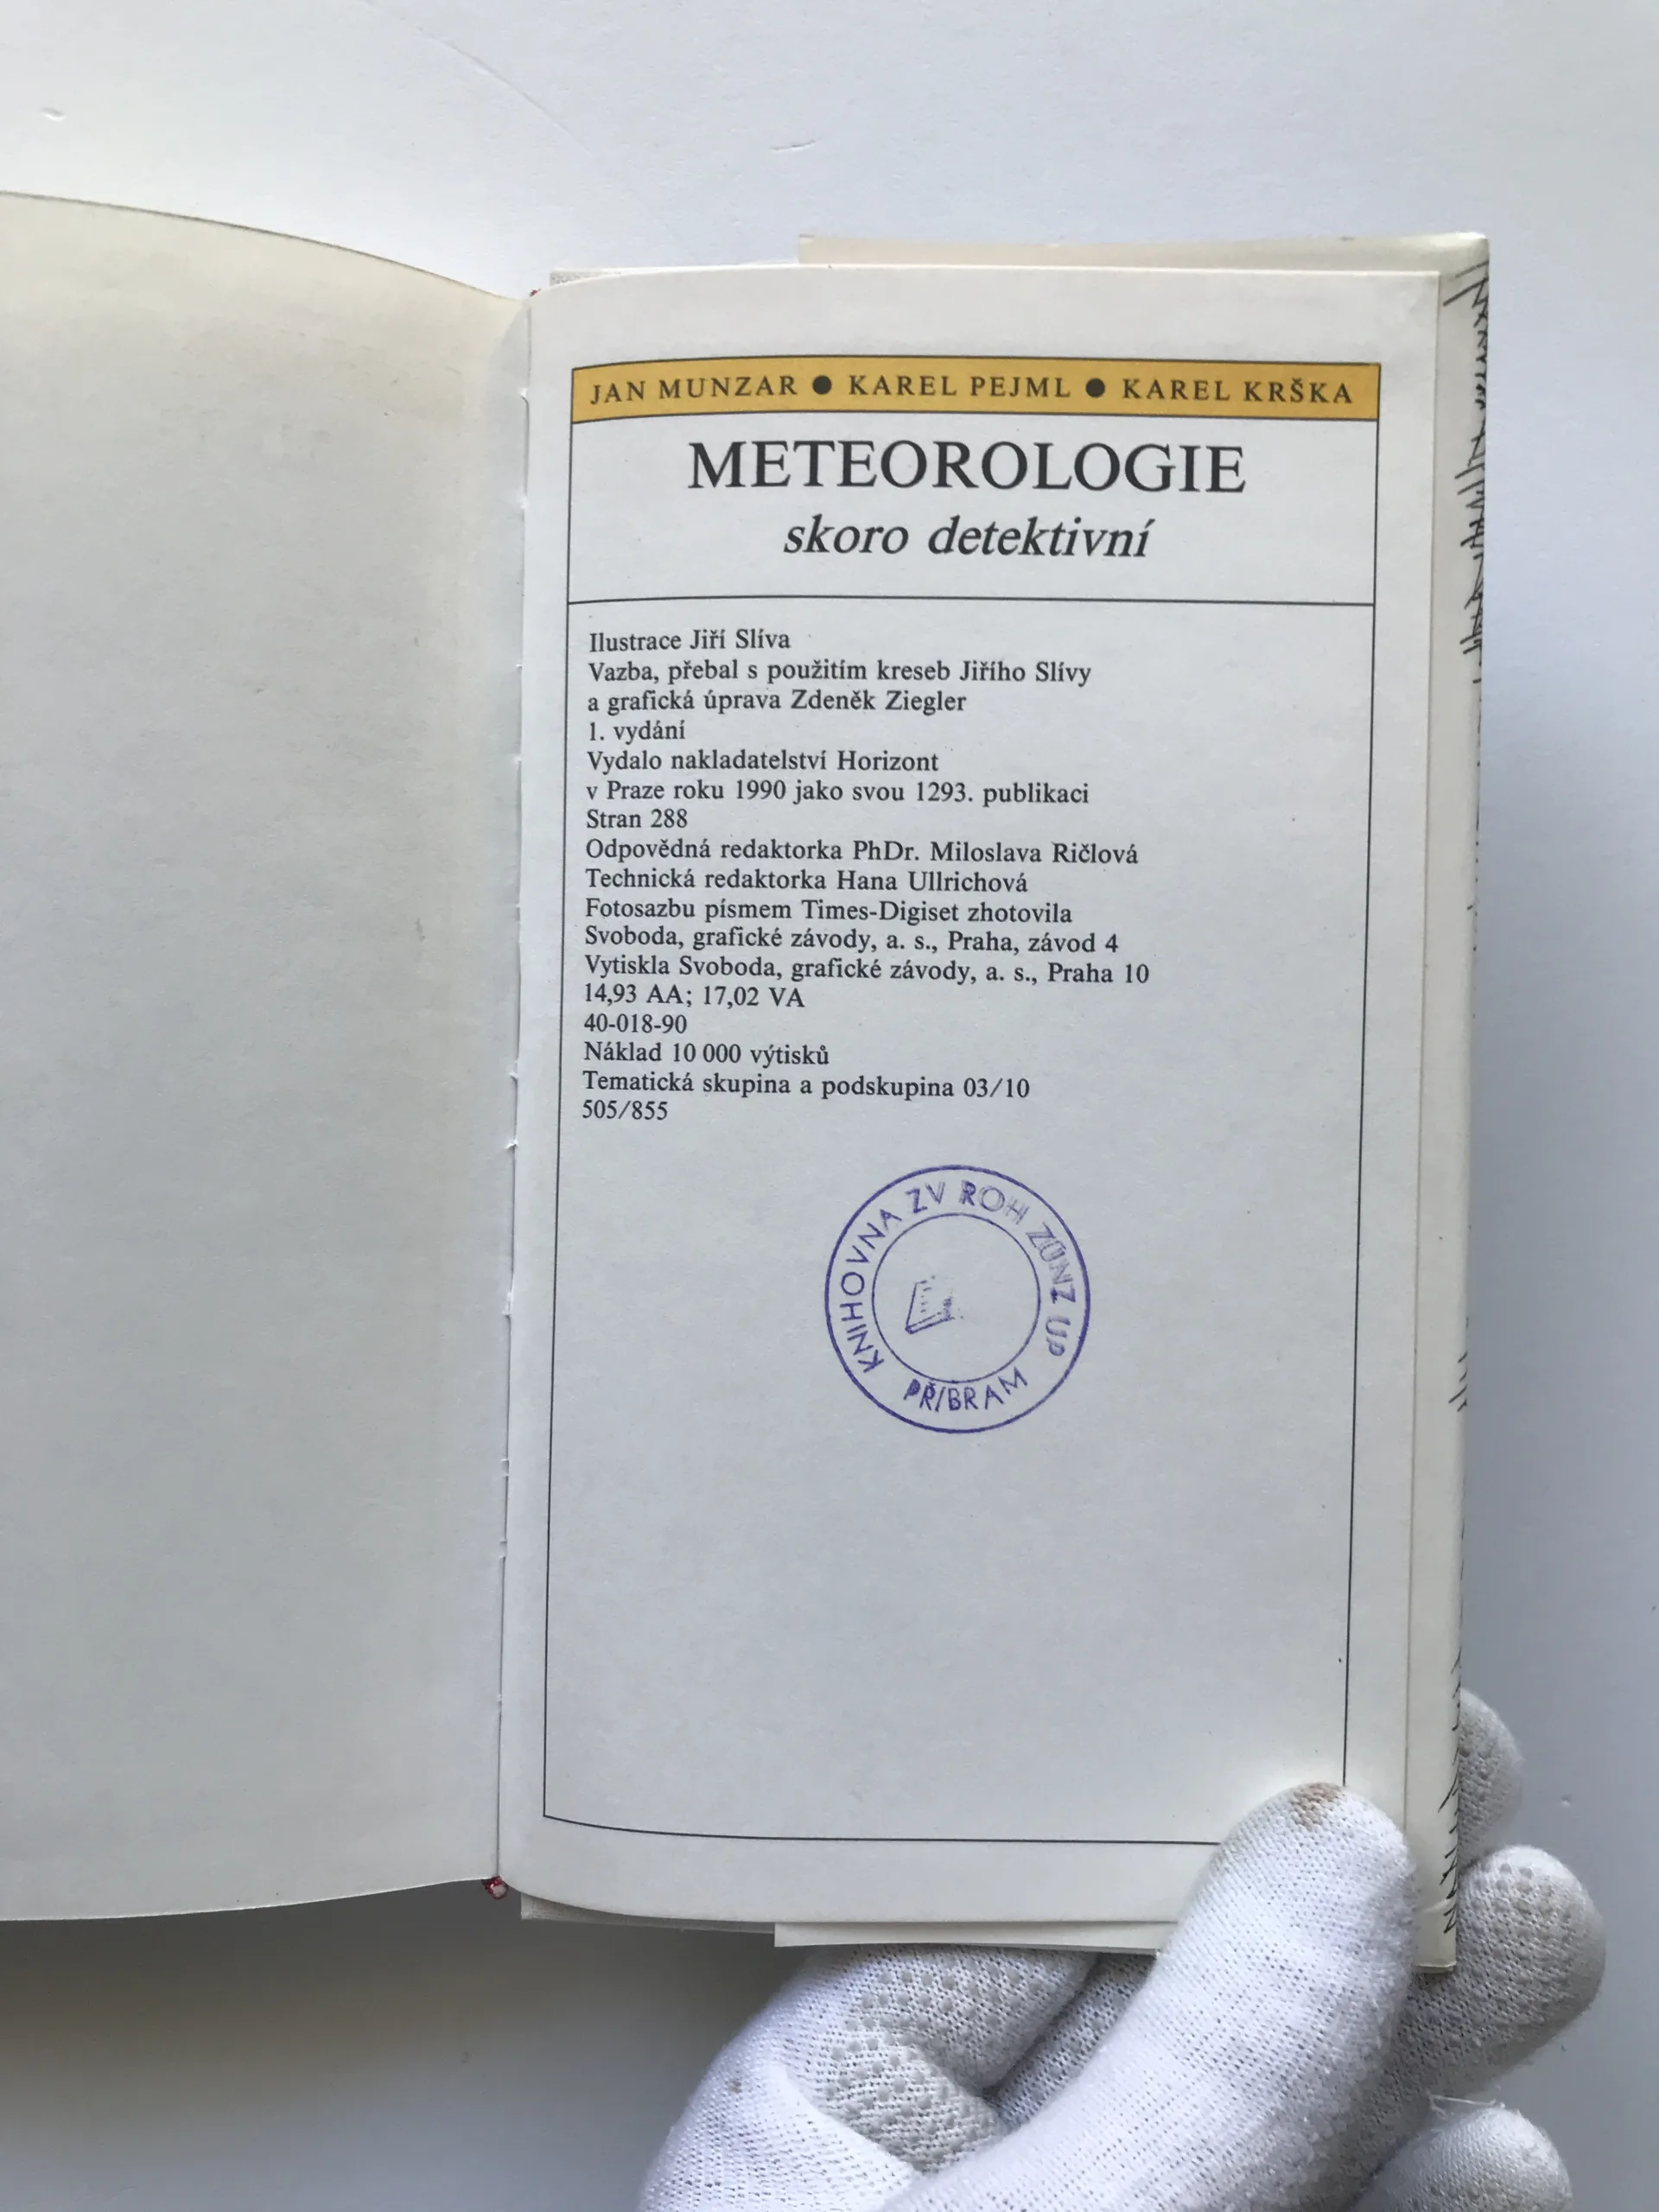 JAN MUNZAR ● KAREL PEJML ● KAREL KRŠKA
METEOROLOGIE
skoro detektivní
Ilustrace Jiří Slíva
Vazba, přebal s použitím kreseb Jiřího Slívy
a grafická úprava Zdeněk Ziegler
1. vydání
Vydalo nakladatelství Horizont
v Praze roku 1990 jako svou 1293. publikaci
Stran 288
Odpovědná redaktorka PhDr. Miloslava Ričlová
Technická redaktorka Hana Ullrichová
Fotosazbu písmem Times-Digiset zhotovila
Svoboda, grafické závody, a. s., Praha, závod 4
Vytiskla Svoboda, grafické závody, a. s., Praha 10
14,93 AA; 17,02 VA
40-018-90
Náklad 10 000 výtisků
Tematická skupina a podskupina 03/10
505/855
KNIHOVNA ZV ROH ZÚNZ UP
PŘÍBRAM